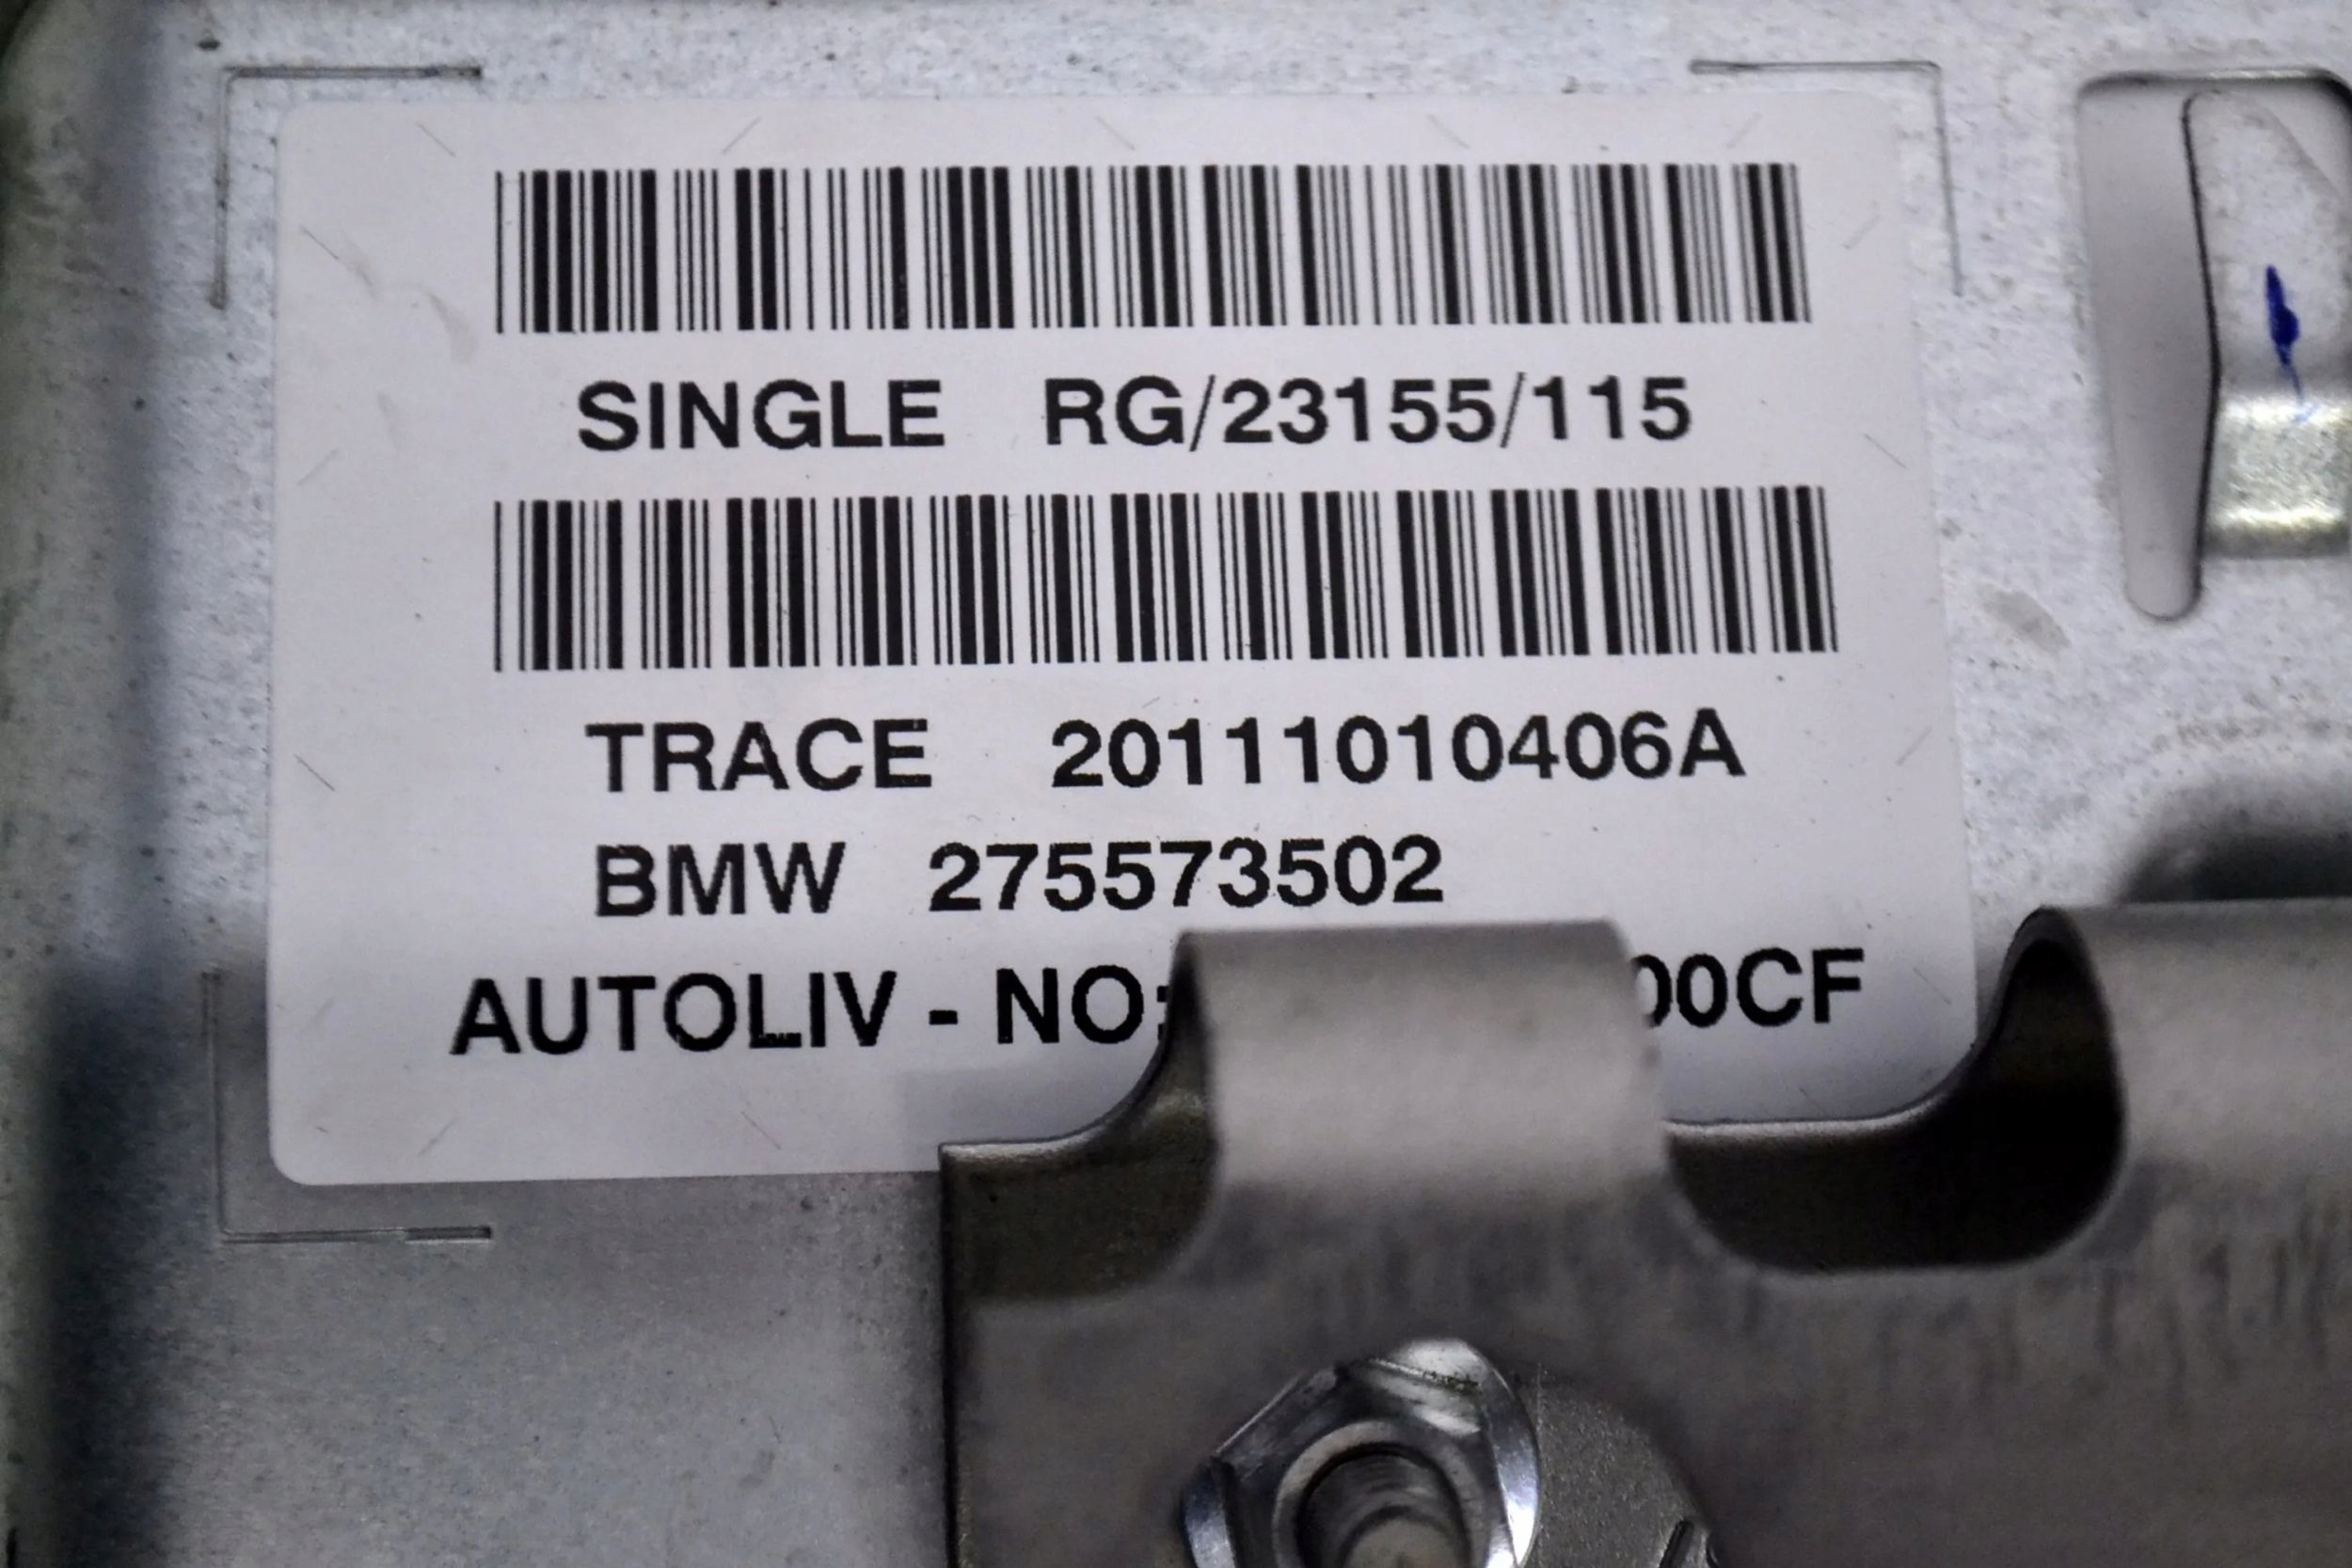 SINGLE RG/23155/115
TRACE 20111010406A
BMW 275573502
AUTOLIV - NO: 00CF